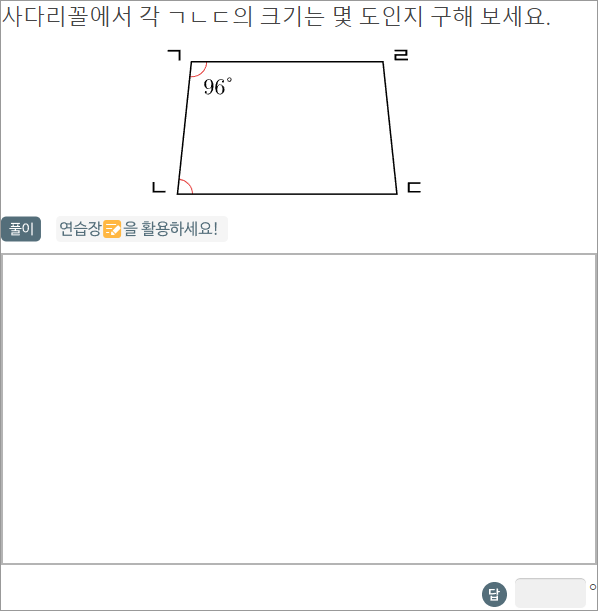 사다리꼴에서 각 ㄱㄴㄷ의 크기는 몇 도인지 구해 보세요.
ㄱ ㄹ
96°
ㄴ ㄷ
풀이 연습장을 활용하세요!
답 °